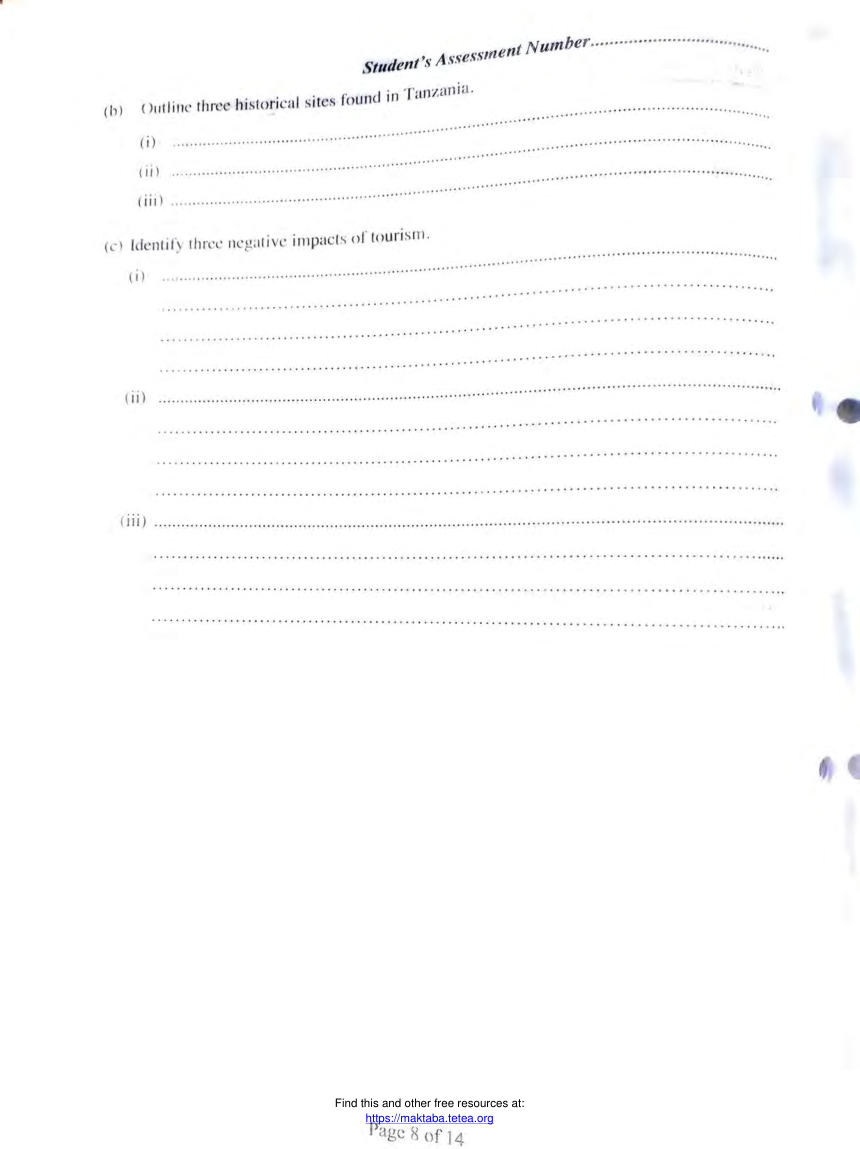 Student's Assessment Number..........................................
(b) Outline three historical sites found in Tanzania.
(i) ..........................................................................
(ii) ..........................................................................
(iii) ..........................................................................
(c) Identify three negative impacts of tourism.
(i) ..........................................................................
..........................................................................
..........................................................................
..........................................................................
(ii) ..........................................................................
..........................................................................
..........................................................................
..........................................................................
(iii) ..........................................................................
..........................................................................
..........................................................................
..........................................................................
Find this and other free resources at:
https://maktaba.tetea.org
Page 8 of 14